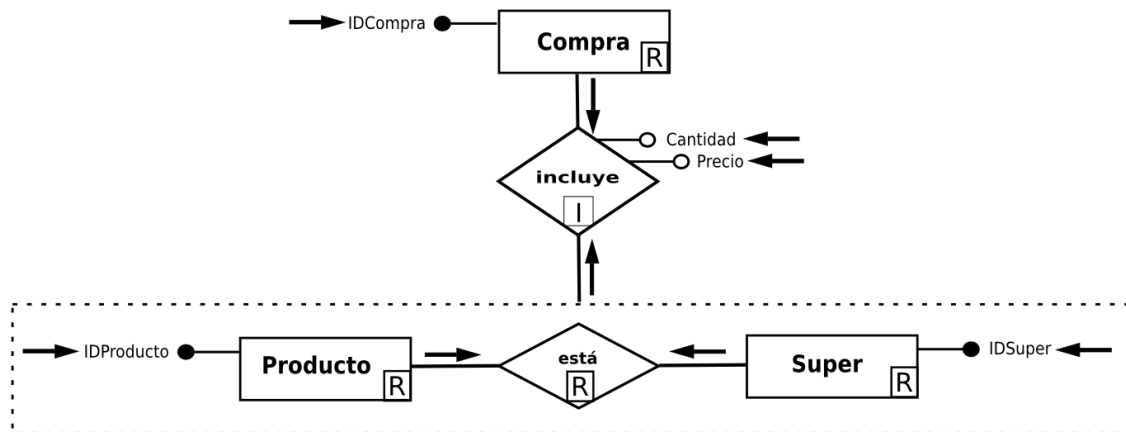 IDCompra
Compra
R
Cantidad
Precio
incluye
I
IDProducto
Producto
R
está
R
Super
R
IDSuper